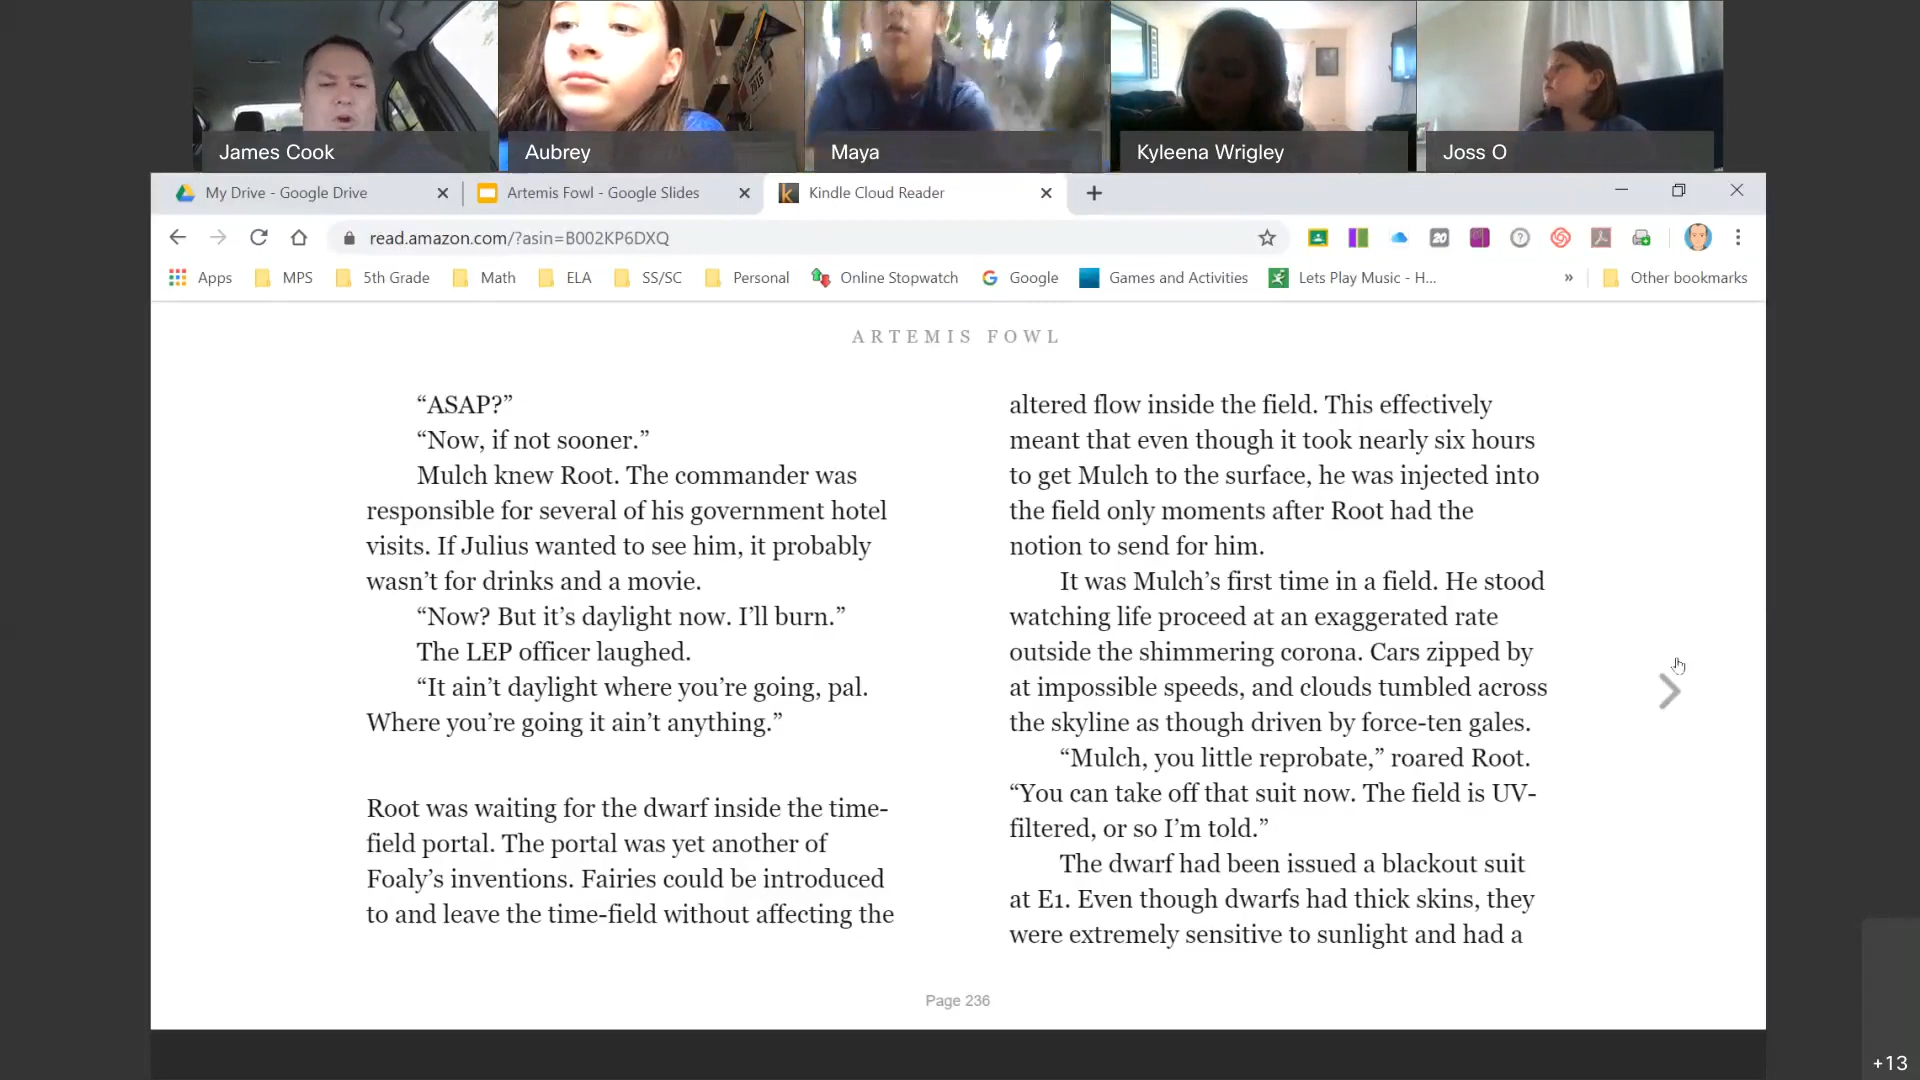 James Cook
Aubrey
Maya
Kyleena Wrigley
Joss O
My Drive - Google Drive
Artemis Fowl - Google Slides
Kindle Cloud Reader
read.amazon.com/?asin=B002KP6DXQ
20
Apps
MPS
5th Grade
Math
ELA
SS/SC
Personal
Online Stopwatch
Google
Games and Activities
Lets Play Music - H...
»
Other bookmarks
ARTEMIS FOWL
“ASAP?”
“Now, if not sooner.”
Mulch knew Root. The commander was
responsible for several of his government hotel
visits. If Julius wanted to see him, it probably
wasn’t for drinks and a movie.
“Now? But it’s daylight now. I’ll burn.”
The LEP officer laughed.
“It ain’t daylight where you’re going, pal.
Where you’re going it ain’t anything.”
Root was waiting for the dwarf inside the time-
field portal. The portal was yet another of
Foaly’s inventions. Fairies could be introduced
to and leave the time-field without affecting the
altered flow inside the field. This effectively
meant that even though it took nearly six hours
to get Mulch to the surface, he was injected into
the field only moments after Root had the
notion to send for him.
It was Mulch’s first time in a field. He stood
watching life proceed at an exaggerated rate
outside the shimmering corona. Cars zipped by
at impossible speeds, and clouds tumbled across
the skyline as though driven by force-ten gales.
“Mulch, you little reprobate,” roared Root.
“You can take off that suit now. The field is UV-
filtered, or so I’m told.”
The dwarf had been issued a blackout suit
at E1. Even though dwarfs had thick skins, they
were extremely sensitive to sunlight and had a
Page 236
+13